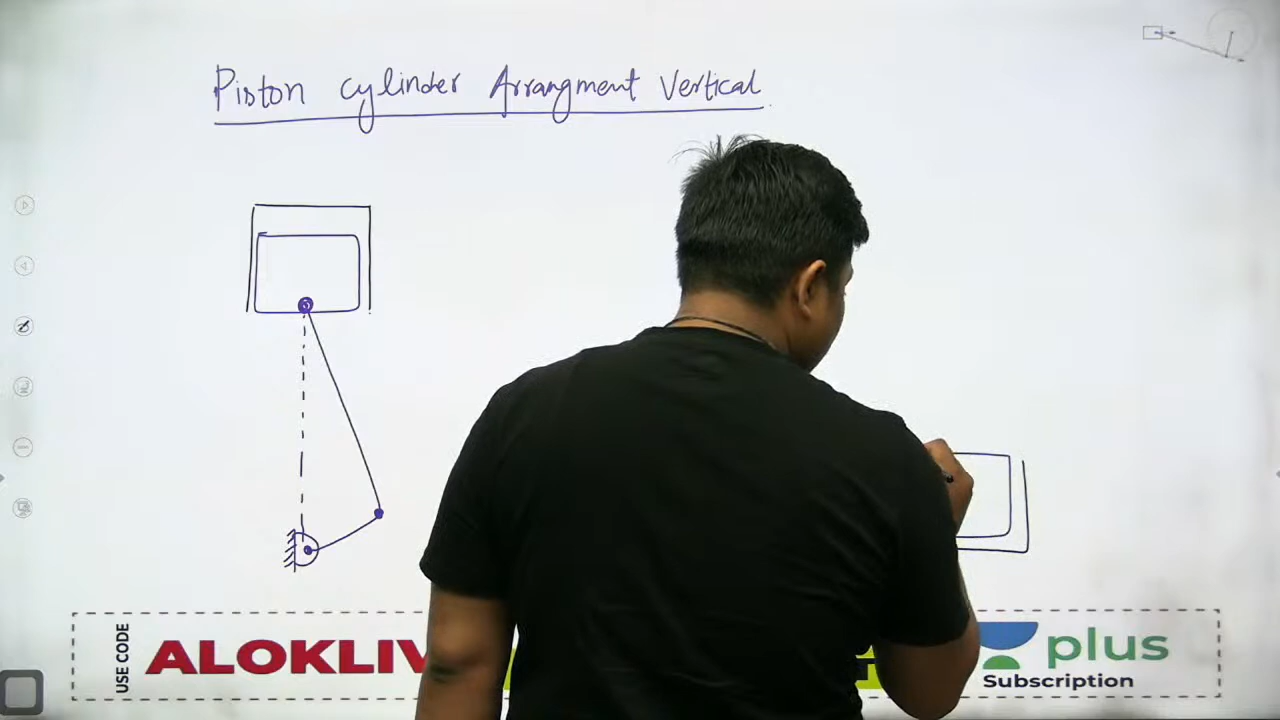 Piston cylinder Arrangment Vertical
USE CODE
ALOKLIV
plus
Subscription